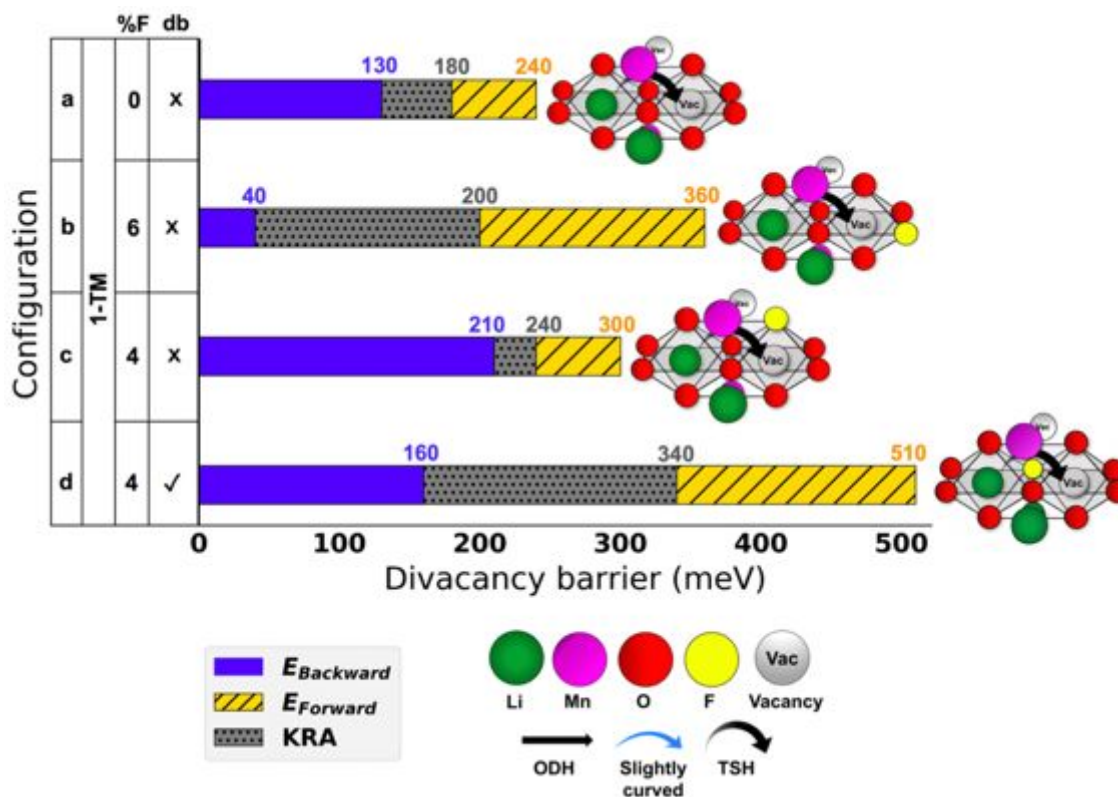 %F db
130 180 240
a 0 x
Vac
Vac
40 200 360
b 6 x
Vac
Vac
Configuration
1-TM
210 240 300
c 4 x
Vac
Vac
160 340 510
d 4 ✓
Vac
Vac
0 100 200 300 400 500
Divacancy barrier (meV)
E Backward
E Forward
KRA
Vac
Li Mn O F Vacancy
ODH Slightly curved TSH